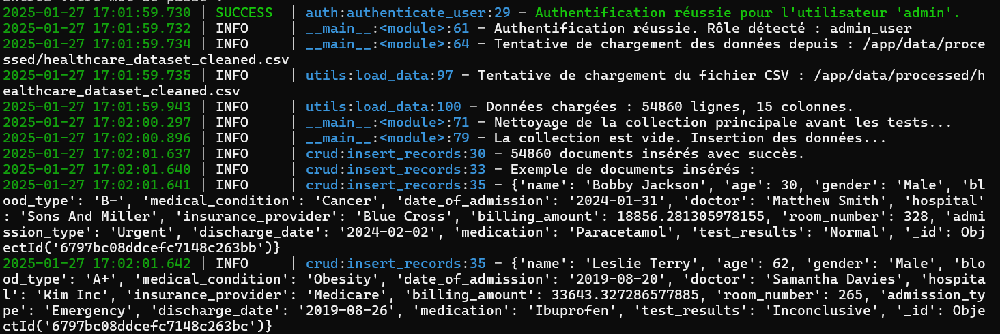 Entrez votre mot de passe :
2025-01-27 17:01:59.730 | SUCCESS  | auth:authenticate_user:29 - Authentification réussie pour l'utilisateur 'admin'.
2025-01-27 17:01:59.732 | INFO     | __main__:<module>:61 - Authentification réussie. Rôle détecté : admin_user
2025-01-27 17:01:59.734 | INFO     | __main__:<module>:64 - Tentative de chargement des données depuis : /app/data/proce
ssed/healthcare_dataset_cleaned.csv
2025-01-27 17:01:59.735 | INFO     | utils:load_data:97 - Tentative de chargement du fichier CSV : /app/data/processed/h
ealthcare_dataset_cleaned.csv
2025-01-27 17:01:59.943 | INFO     | utils:load_data:100 - Données chargées : 54860 lignes, 15 colonnes.
2025-01-27 17:02:00.297 | INFO     | __main__:<module>:71 - Nettoyage de la collection principale avant les tests...
2025-01-27 17:02:00.896 | INFO     | __main__:<module>:79 - La collection est vide. Insertion des données...
2025-01-27 17:02:01.637 | INFO     | crud:insert_records:30 - 54860 documents insérés avec succès.
2025-01-27 17:02:01.640 | INFO     | crud:insert_records:33 - Exemple de documents insérés :
2025-01-27 17:02:01.641 | INFO     | crud:insert_records:35 - {'name': 'Bobby Jackson', 'age': 30, 'gender': 'Male', 'bl
ood_type': 'B-', 'medical_condition': 'Cancer', 'date_of_admission': '2024-01-31', 'doctor': 'Matthew Smith', 'hospital'
: 'Sons And Miller', 'insurance_provider': 'Blue Cross', 'billing_amount': 18856.281305978155, 'room_number': 328, 'admi
ssion_type': 'Urgent', 'discharge_date': '2024-02-02', 'medication': 'Paracetamol', 'test_results': 'Normal', '_id': Obj
ectId('6797bc08ddcefc7148c263bb')}
2025-01-27 17:02:01.642 | INFO     | crud:insert_records:35 - {'name': 'Leslie Terry', 'age': 62, 'gender': 'Male', 'blo
od_type': 'A+', 'medical_condition': 'Obesity', 'date_of_admission': '2019-08-20', 'doctor': 'Samantha Davies', 'hospita
l': 'Kim Inc', 'insurance_provider': 'Medicare', 'billing_amount': 33643.327286577885, 'room_number': 265, 'admission_ty
pe': 'Emergency', 'discharge_date': '2019-08-26', 'medication': 'Ibuprofen', 'test_results': 'Inconclusive', '_id': Obje
ctId('6797bc08ddcefc7148c263bc')}